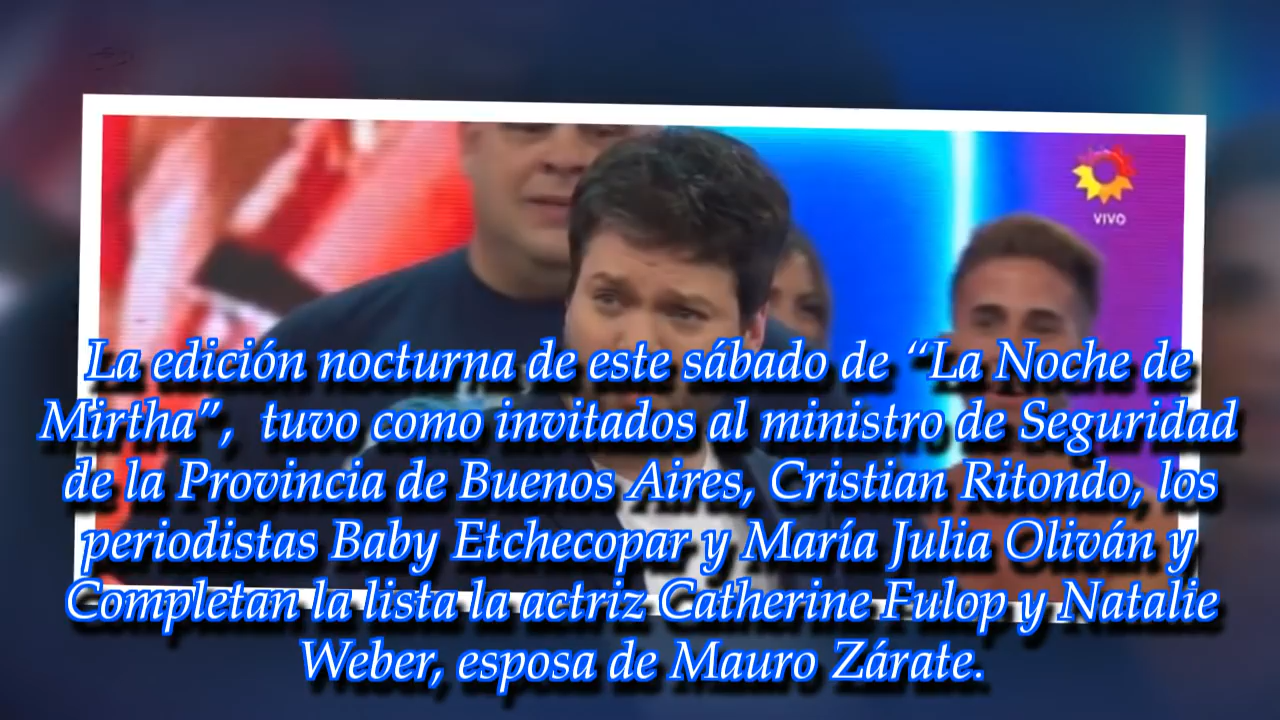 VIVO
La edición nocturna de este sábado de “La Noche de
Mirtha”, tuvo como invitados al ministro de Seguridad
de la Provincia de Buenos Aires, Cristian Ritondo, los
periodistas Baby Etchecopar y María Julia Oliván y
Completan la lista la actriz Catherine Fulop y Natalie
Weber, esposa de Mauro Zárate.